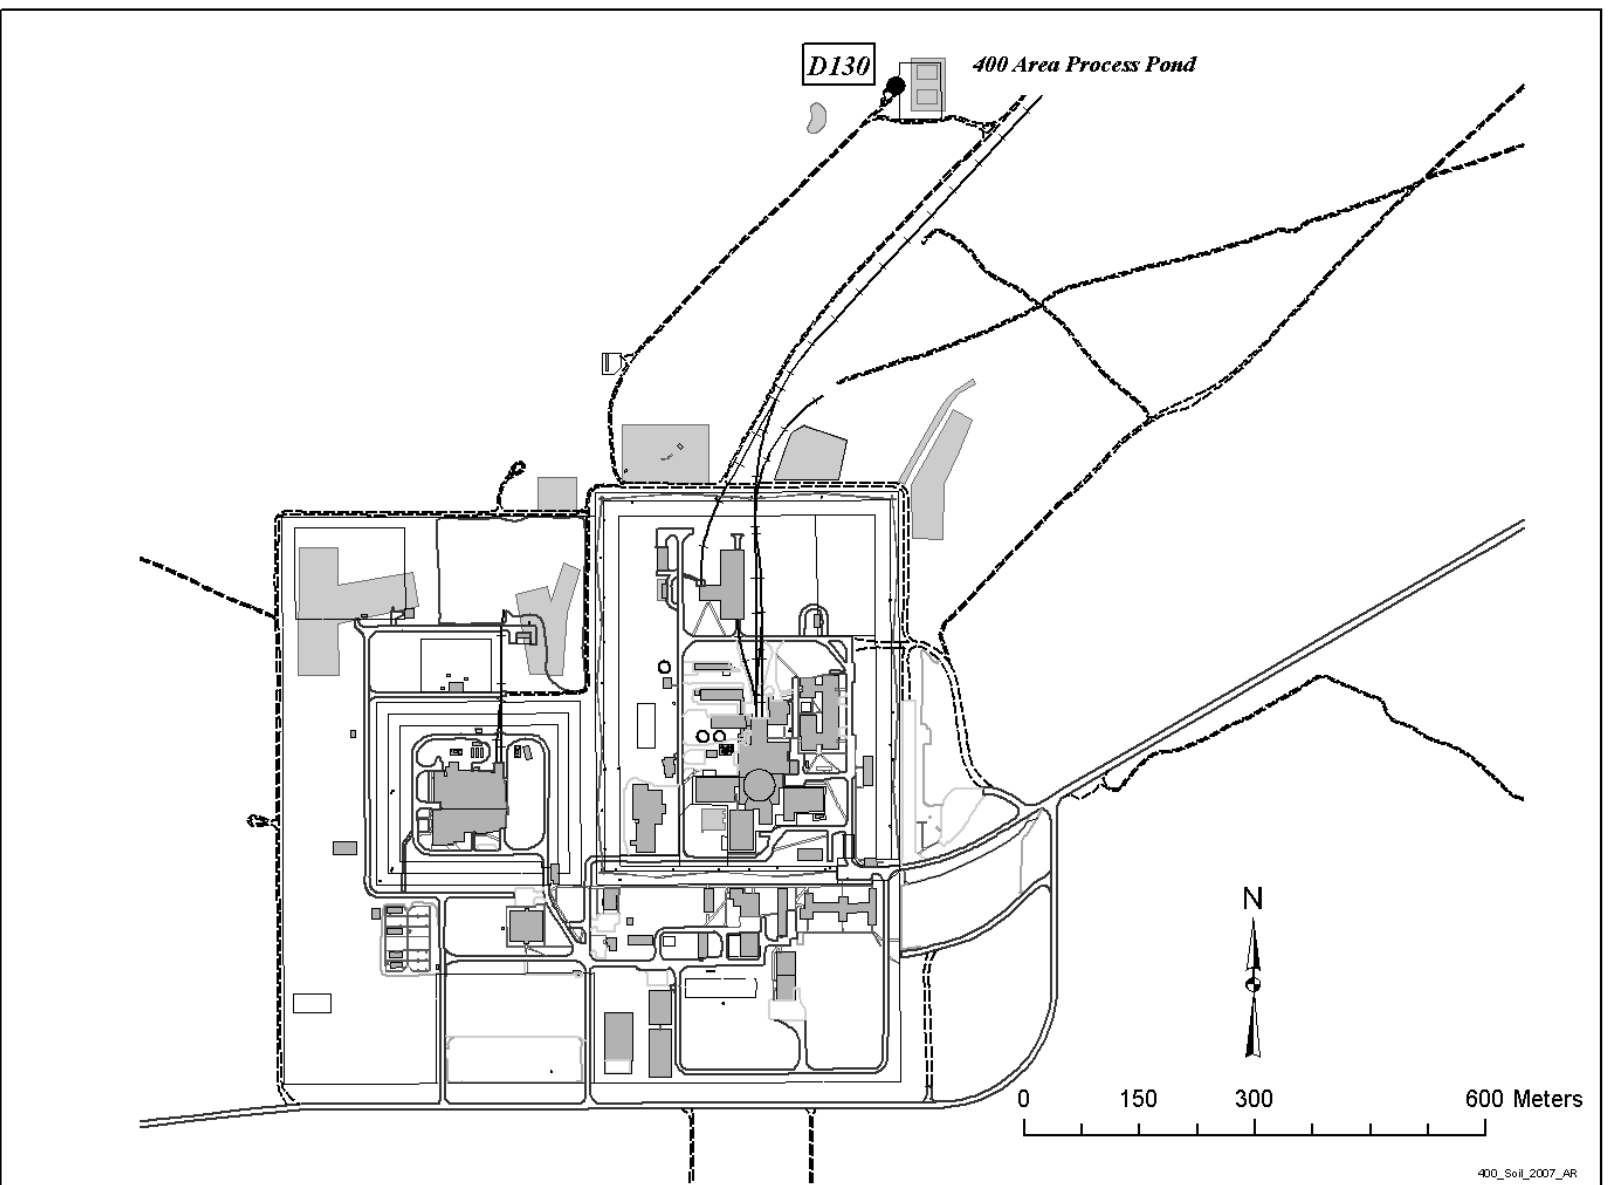 D130
400 Area Process Pond
N
0 150 300 600 Meters
400_Soil_2007_AR